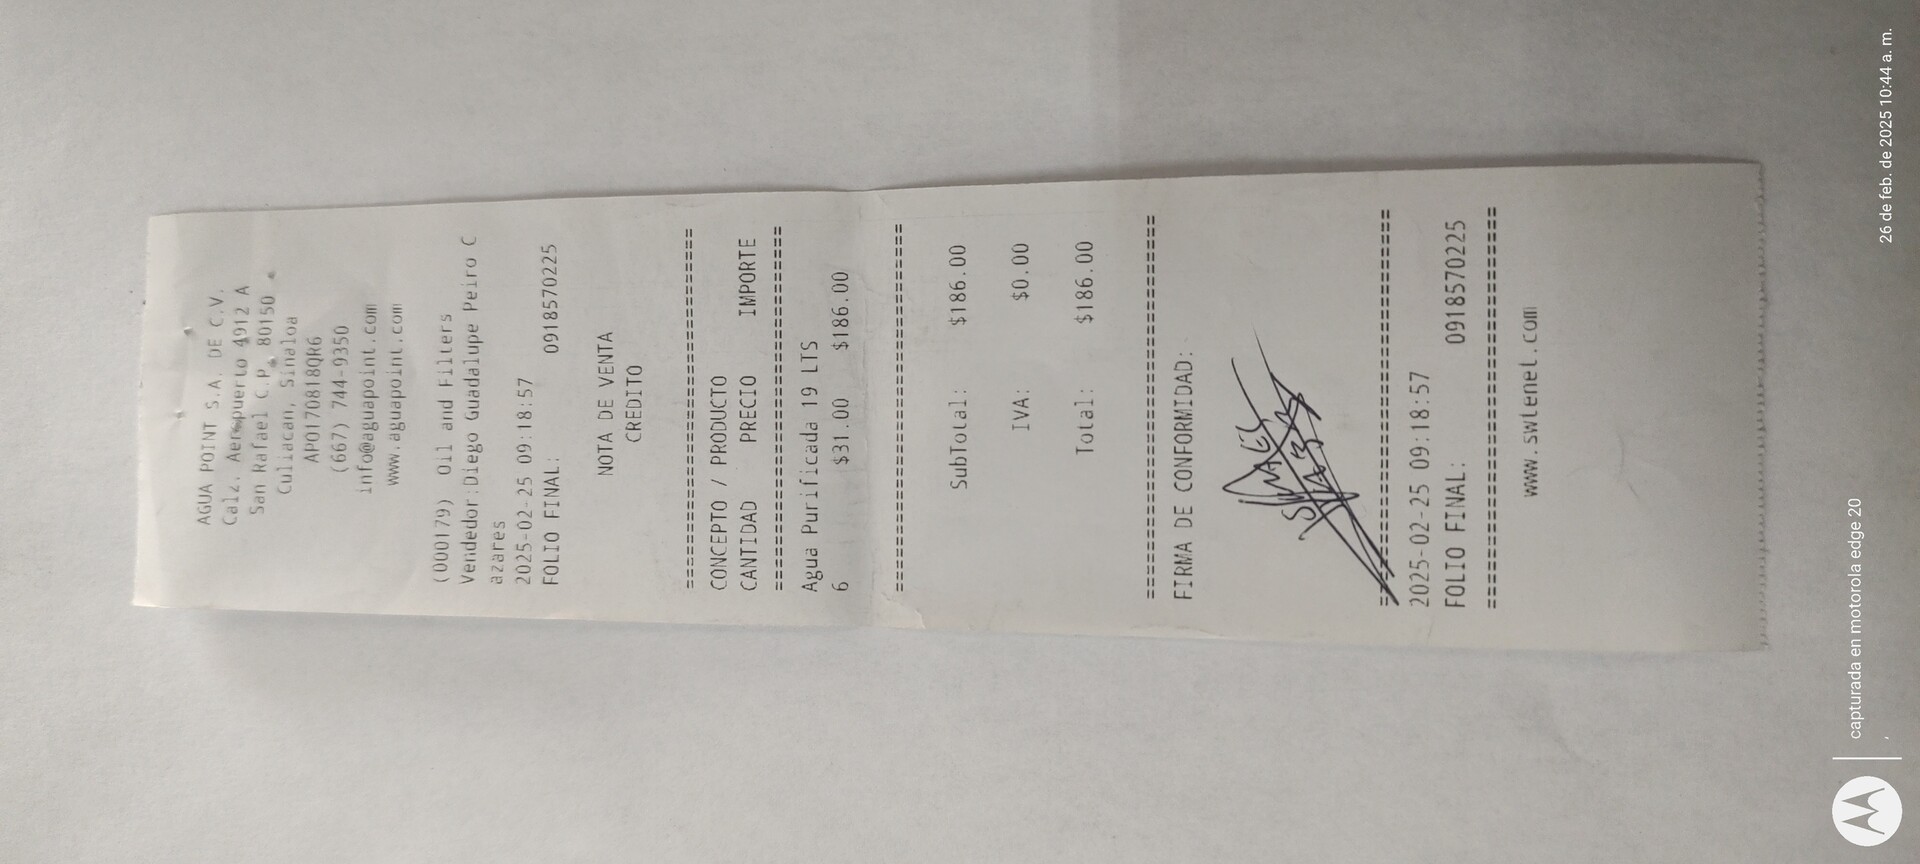 AGUA POINT S.A. DE C.V.
Calz. Aeropuerto 4912 A
San Rafael C.P. 80150
Culiacan, Sinaloa
APO170818QR6
(667) 744-9350
info@aguapoint.com
www.aguapoint.com
(000179) Oil and Filters
Vendedor:Diego Guadalupe Peiro C
azares
2025-02-25 09:18:57
FOLIO FINAL: 0918570225
NOTA DE VENTA
CREDITO
================================
CONCEPTO / PRODUCTO
CANTIDAD PRECIO IMPORTE
================================
Agua Purificada 19 LTS
6 $31.00 $186.00
================================
SubTotal: $186.00
IVA: $0.00
Total: $186.00
================================
FIRMA DE CONFORMIDAD:
================================
2025-02-25 09:18:57
FOLIO FINAL: 0918570225
================================
www.swtenet.com
capturada en motorola edge 20
26 de feb. de 2025 10:44 a. m.